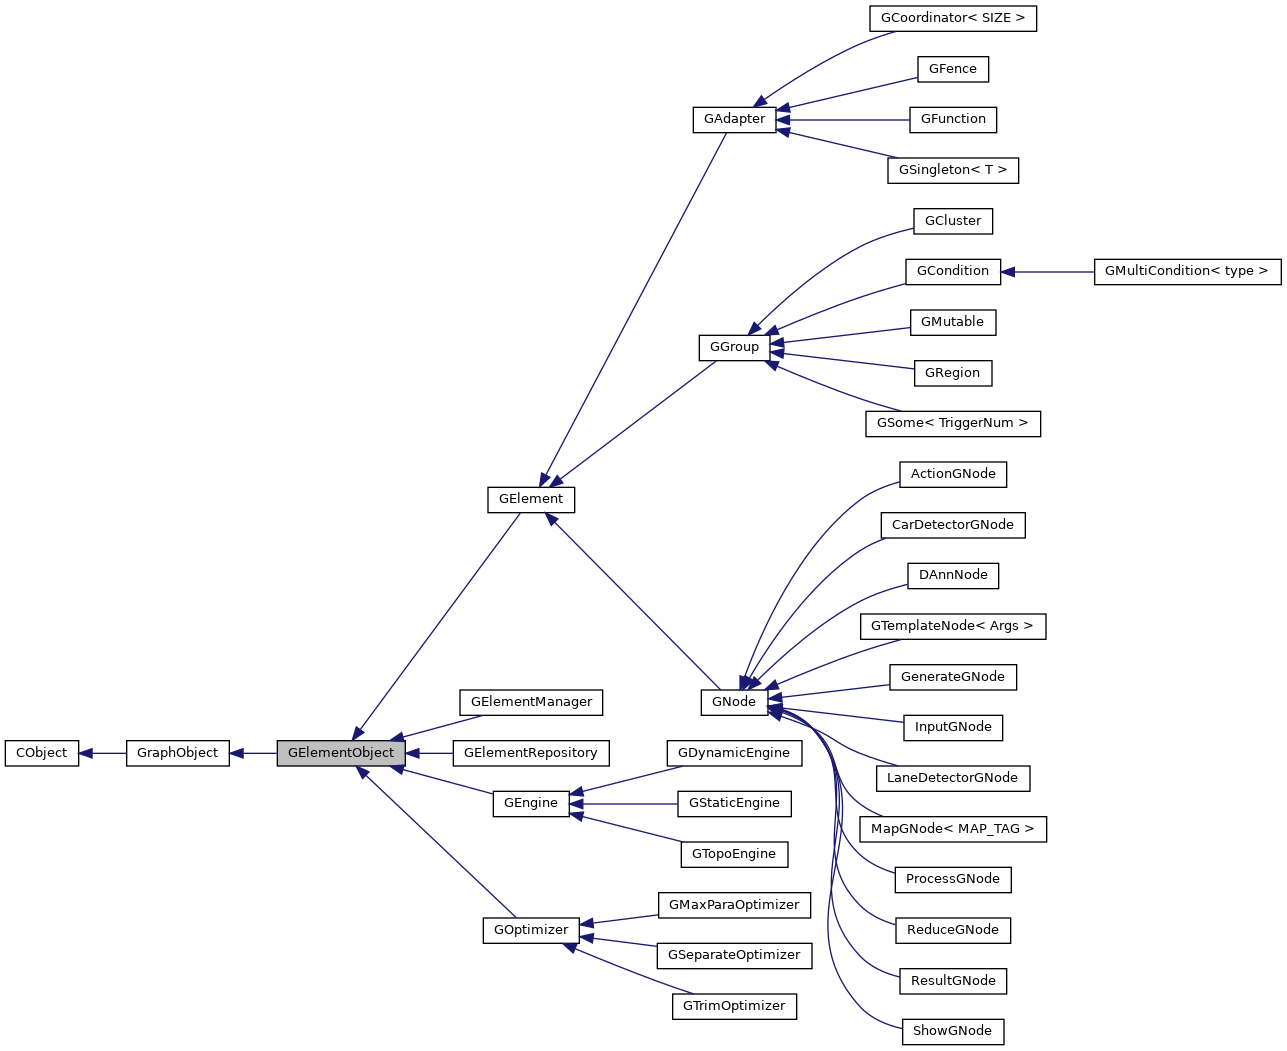 GCoordinator< SIZE >
GFence
GAdapter
GFunction
GSingleton< T >
GCluster
GCondition
GMultiCondition< type >
GMutable
GGroup
GRegion
GSome< TriggerNum >
ActionGNode
GElement
CarDetectorGNode
DAnnNode
GTemplateNode< Args >
GenerateGNode
GElementManager
GNode
InputGNode
CObject
GraphObject
GElementObject
GElementRepository
GDynamicEngine
LaneDetectorGNode
GEngine
GStaticEngine
MapGNode< MAP_TAG >
GTopoEngine
ProcessGNode
GMaxParaOptimizer
GOptimizer
ReduceGNode
GSeparateOptimizer
ResultGNode
GTrimOptimizer
ShowGNode